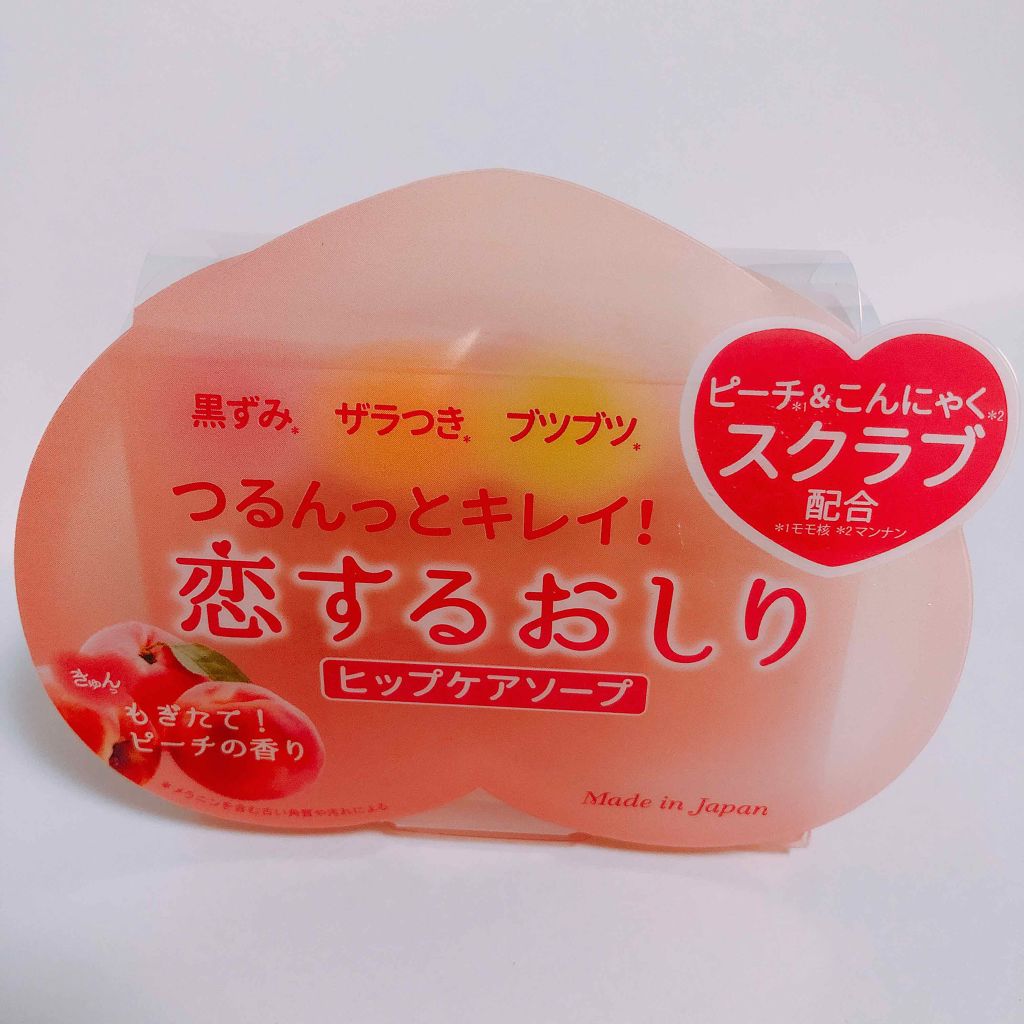 黒ずみ* ザラつき* ブツブツ*
つるんっとキレイ!
恋するおしり
ヒップケアソープ
ピーチ*1&こんにゃく*2
スクラブ
配合
*1モモ核 *2マンナン
きゅんっ
もぎたて!
ピーチの香り
*メラニンを含む古い角質や汚れによる
Made in Japan